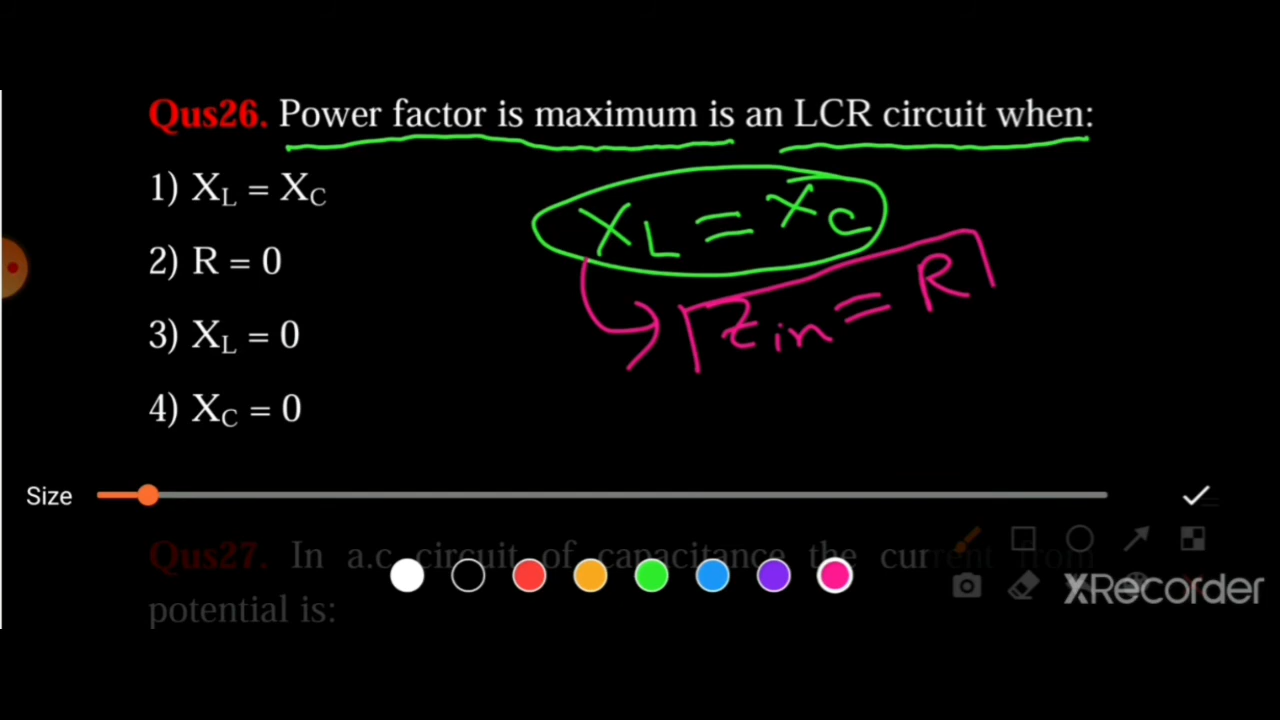 Qus26. Power factor is maximum is an LCR circuit when:
1) X_L = X_C
X_L = X_C
2) R = 0
Z_in = R
3) X_L = 0
4) X_C = 0
Size
Qus27. In a.c circuit of capacitance the current from
potential is:
XRecorder